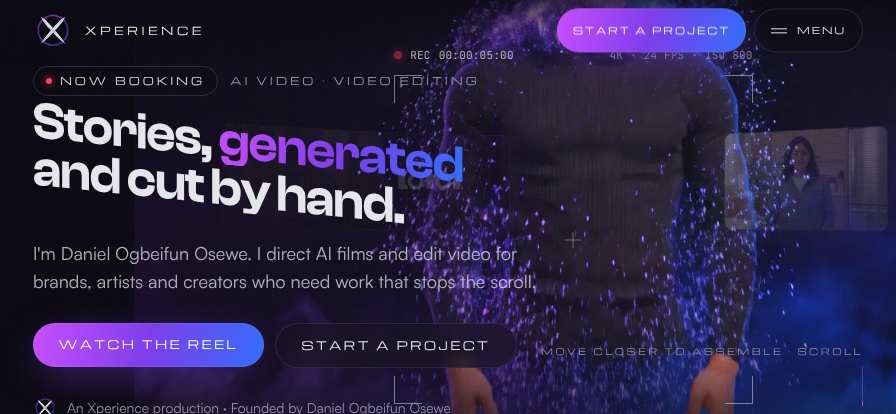 XPERIENCE
START A PROJECT
MENU
REC 00:00:05:00
4K · 24 FPS · ISO 800
NOW BOOKING
AI VIDEO · VIDEO EDITING
Stories, generated
and cut by hand.
I'm Daniel Ogbeifun Osewe. I direct AI films and edit video for
brands, artists and creators who need work that stops the scroll.
WATCH THE REEL
START A PROJECT
MOVE CLOSER TO ASSEMBLE · SCROLL
An Xperience production · Founded by Daniel Ogbeifun Osewe